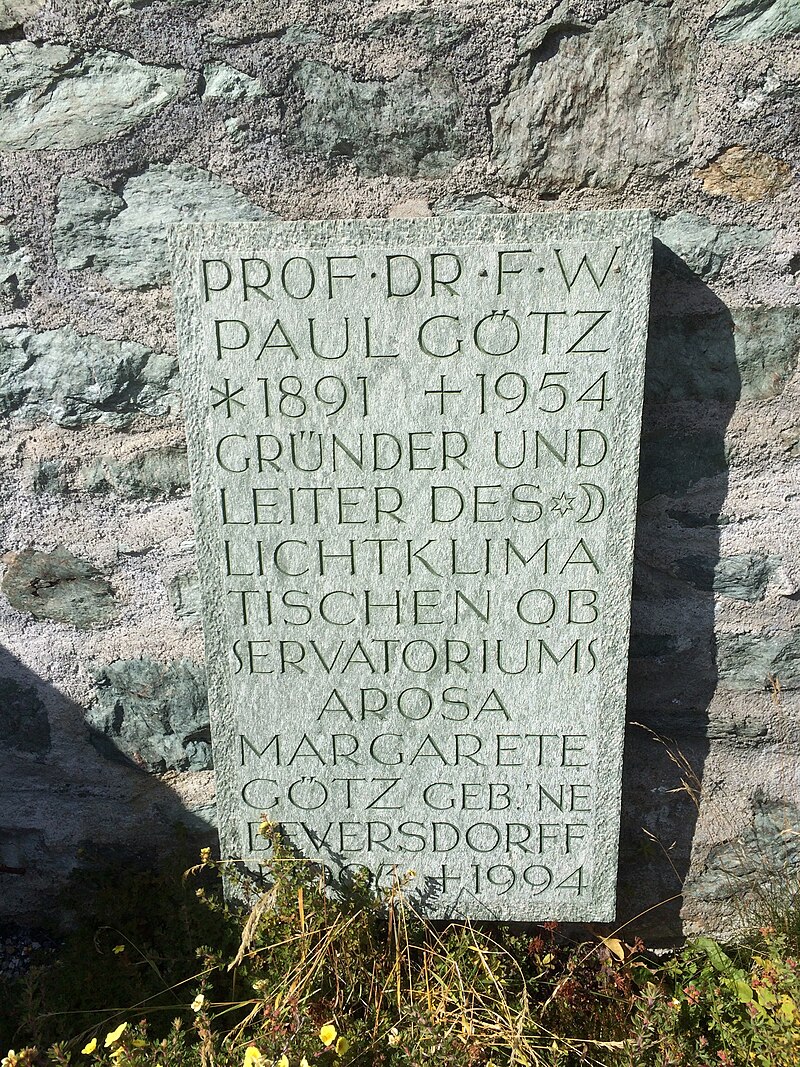 PROF · DR · F · W ·
PAUL GÖTZ
* 1891 + 1954
GRÜNDER UND
LEITER DES
LICHTKLIMA
TISCHEN OB
SERVATORIUMS
AROSA
MARGARETE
GÖTZ GEB.'NE
BEVERSDORFF
+ 1994